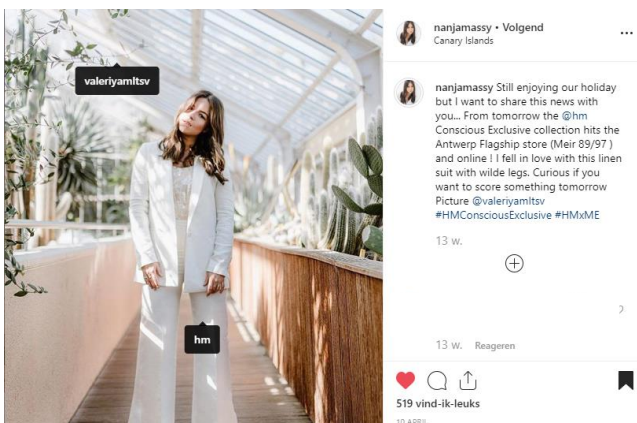 nanjamassy • Volgend
Canary Islands
valeriyamltsv
nanjamassy Still enjoying our holiday
but I want to share this news with
you... From tomorrow the @hm
Conscious Exclusive collection hits the
Antwerp Flagship store (Meir 89/97 )
and online ! I fell in love with this linen
suit with wilde legs. Curious if you
want to score something tomorrow
Picture @valeriyamltsv
#HMConsciousExclusive #HMxME
13 w.
hm
13 w. Reageren
519 vind-ik-leuks
10 APRIL